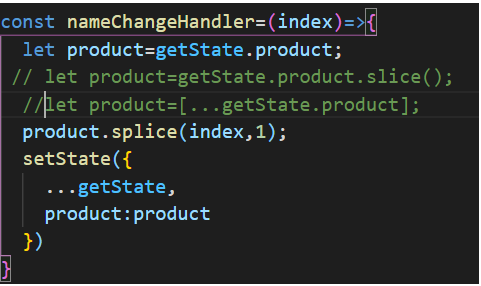 const nameChangeHandler=(index)=>{
let product=getState.product;
// let product=getState.product.slice();
//let product=[...getState.product];
product.splice(index,1);
setState({
...getState,
product:product
})
}